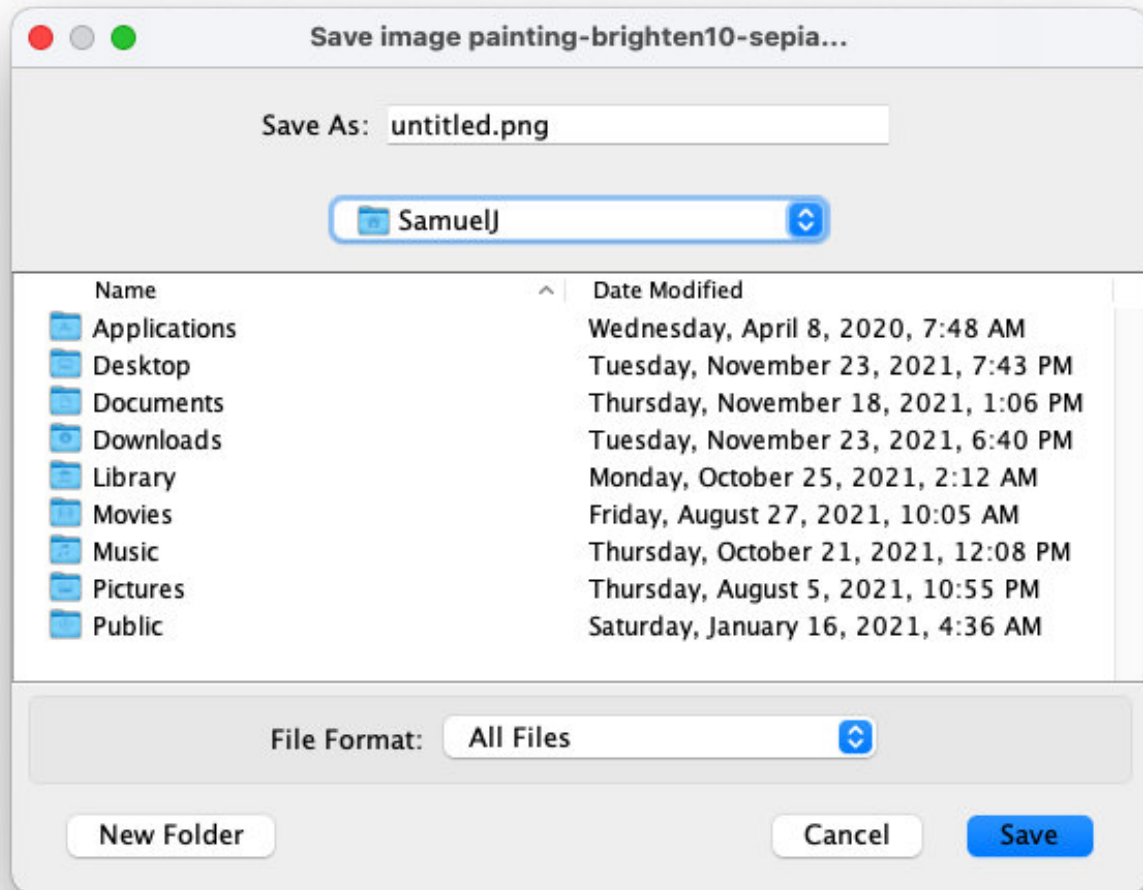 Save image painting-brighten10-sepia...
Save As: untitled.png
SamuelJ
Name Date Modified
Applications Wednesday, April 8, 2020, 7:48 AM
Desktop Tuesday, November 23, 2021, 7:43 PM
Documents Thursday, November 18, 2021, 1:06 PM
Downloads Tuesday, November 23, 2021, 6:40 PM
Library Monday, October 25, 2021, 2:12 AM
Movies Friday, August 27, 2021, 10:05 AM
Music Thursday, October 21, 2021, 12:08 PM
Pictures Thursday, August 5, 2021, 10:55 PM
Public Saturday, January 16, 2021, 4:36 AM
File Format: All Files
New Folder Cancel Save